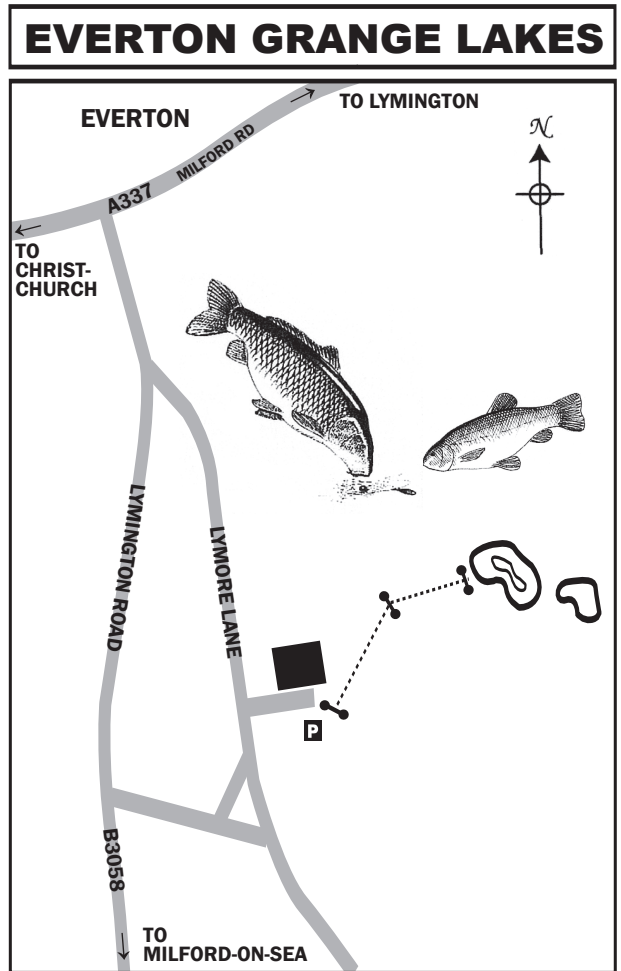 EVERTON GRANGE LAKES
TO LYMINGTON
EVERTON
N
MILFORD RD
A337
TO
CHRIST-
CHURCH
LYMINGTON ROAD
LYMORE LANE
P
B3058
TO
MILFORD-ON-SEA